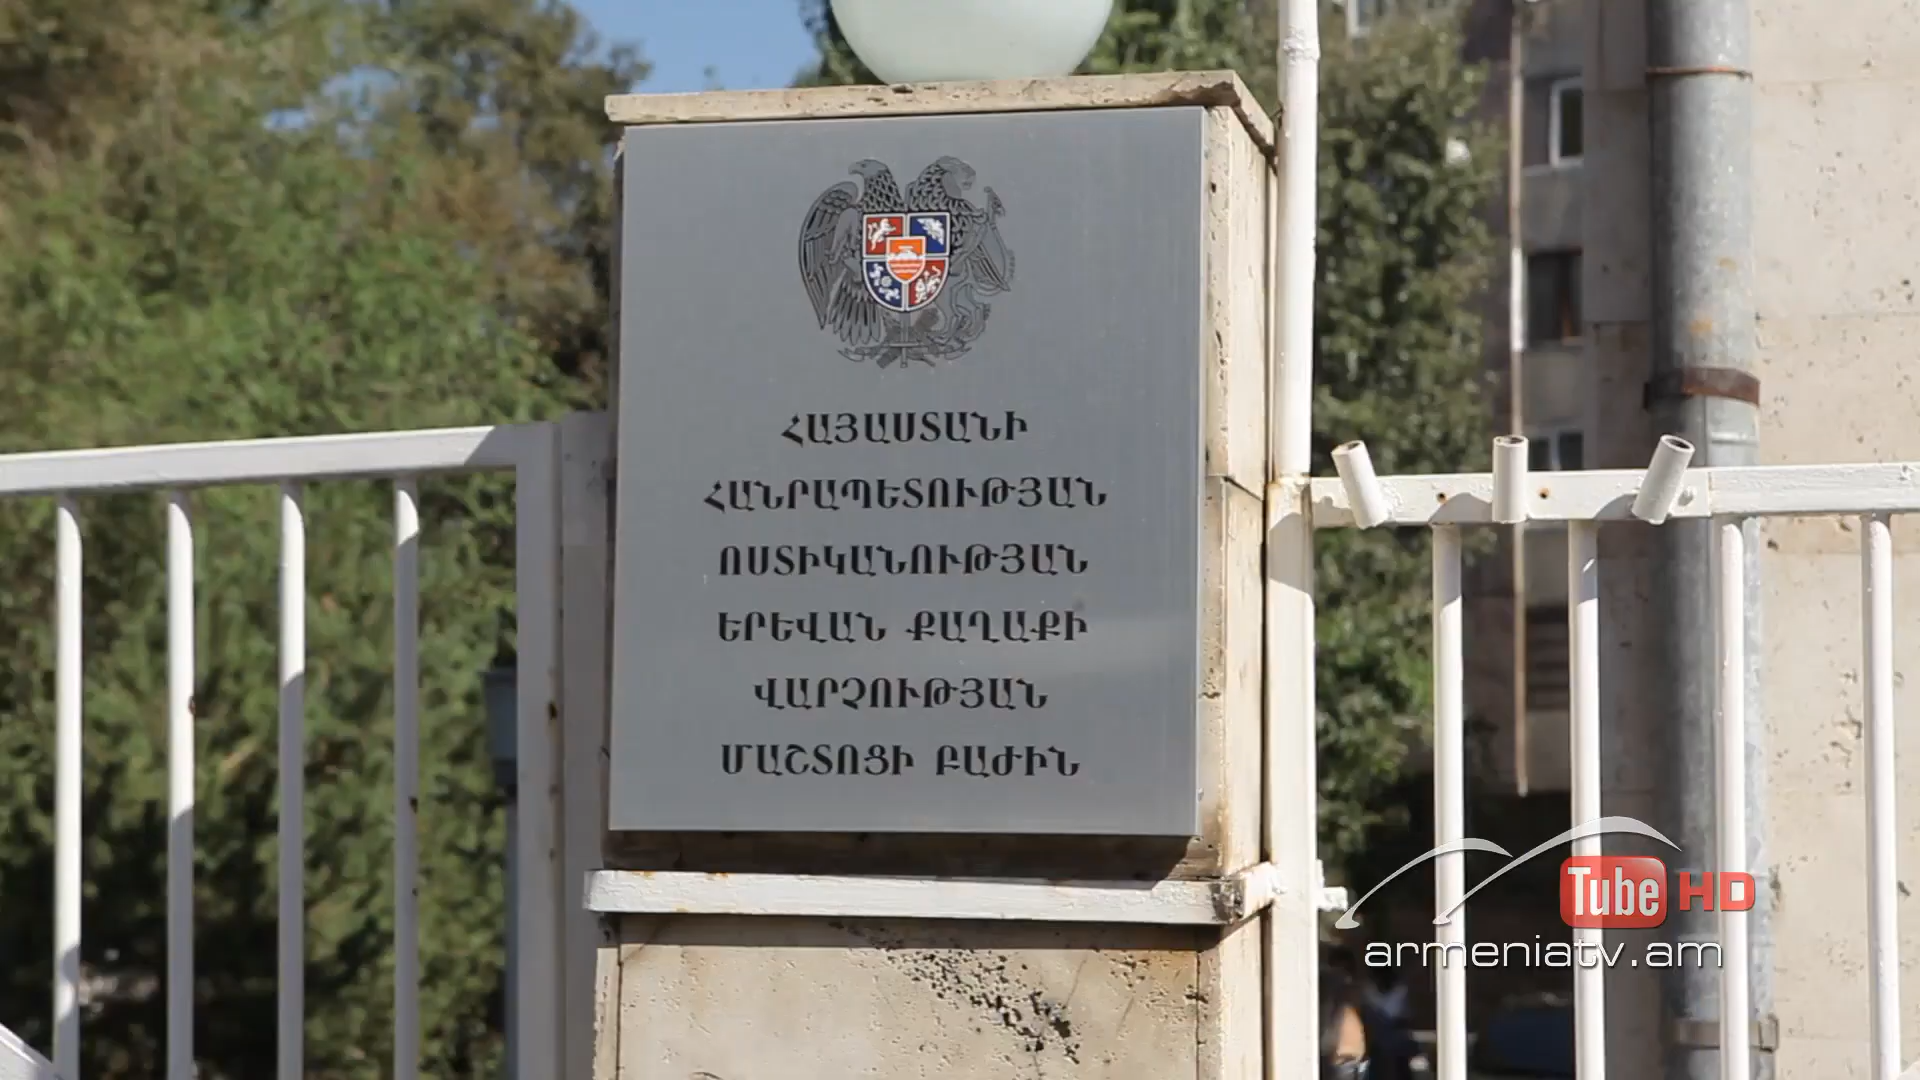 ՀԱՅԱՍՏԱՆԻ
ՀԱՆՐԱՊԵՏՈՒԹՅԱՆ
ՈՍՏԻԿԱՆՈՒԹՅԱՆ
ԵՐԵՎԱՆ ՔԱՂԱՔԻ
ՎԱՐՉՈՒԹՅԱՆ
ՄԱՇՏՈՑԻ ԲԱԺԻՆ
Tube HD
armeniatv.am